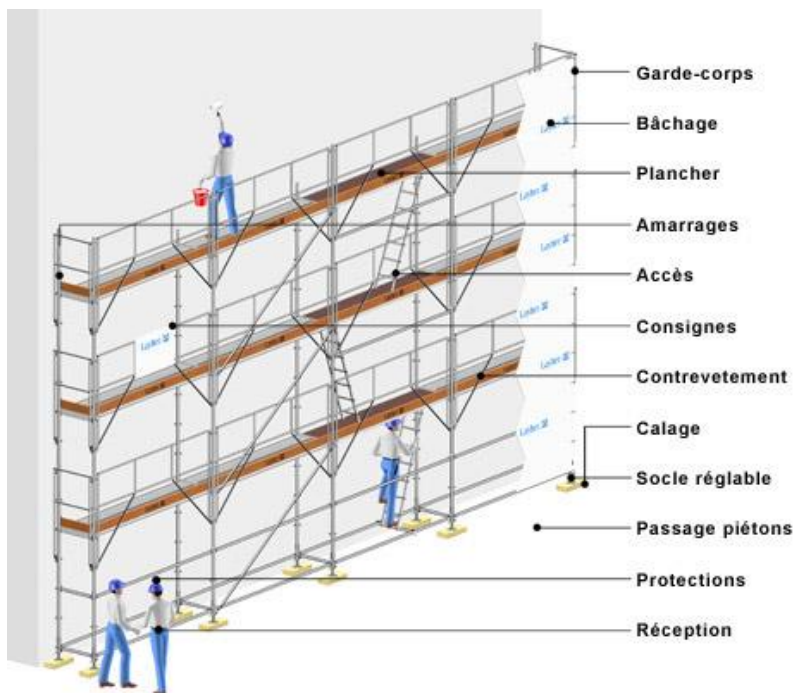 Garde-corps
Bâchage
Plancher
Amarrages
Accès
Consignes
Contrevetement
Calage
Socle réglable
Passage piétons
Protections
Réception